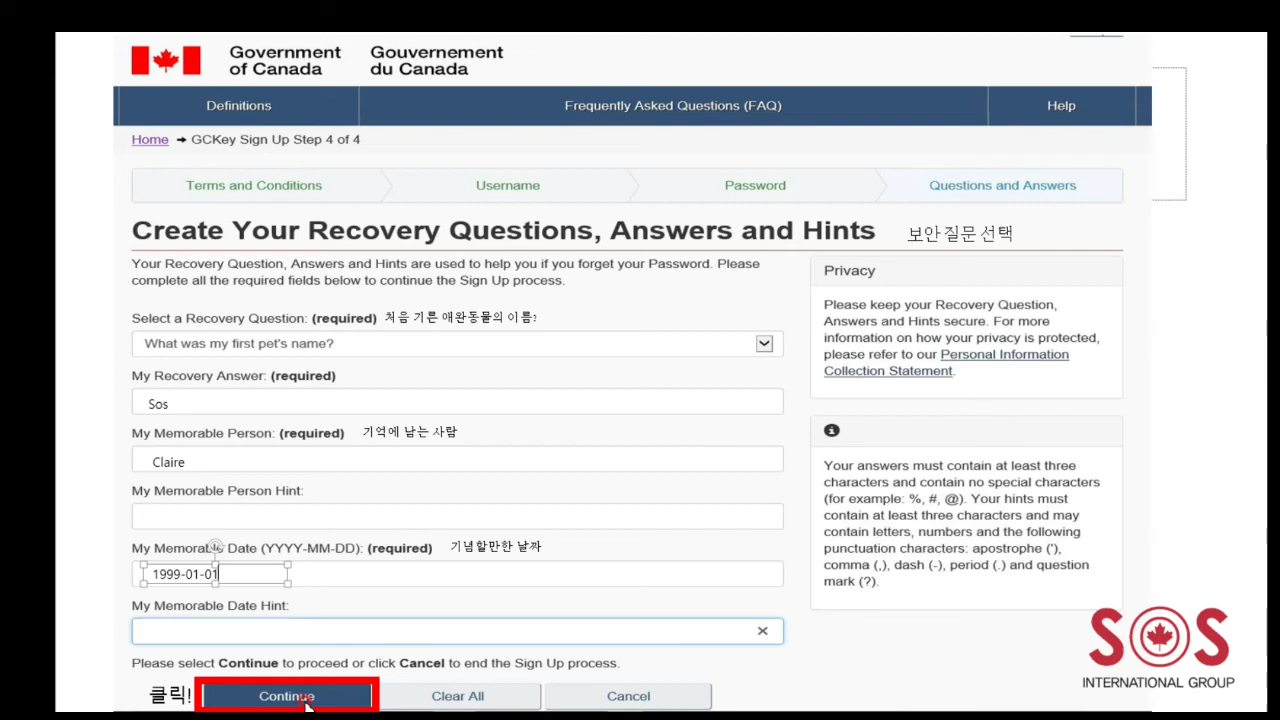 Government of Canada
Gouvernement du Canada
Definitions
Frequently Asked Questions (FAQ)
Help
Home → GCKey Sign Up Step 4 of 4
Terms and Conditions
Username
Password
Questions and Answers
Create Your Recovery Questions, Answers and Hints 보안 질문 선택
Your Recovery Question, Answers and Hints are used to help you if you forget your Password. Please
complete all the required fields below to continue the Sign Up process.
Select a Recovery Question: (required) 처음 기른 애완동물의 이름?
What was my first pet's name?
My Recovery Answer: (required)
Sos
My Memorable Person: (required) 기억에 남는 사람
Claire
My Memorable Person Hint:
My Memorable Date (YYYY-MM-DD): (required) 기념할만한 날짜
1999-01-01
My Memorable Date Hint:
Please select Continue to proceed or click Cancel to end the Sign Up process.
클릭!
Continue
Clear All
Cancel
Privacy
Please keep your Recovery Question,
Answers and Hints secure. For more
information on how your privacy is protected,
please refer to our Personal Information
Collection Statement.
Your answers must contain at least three
characters and contain no special characters
(for example: %, #, @). Your hints must
contain at least three characters and may
contain letters, numbers and the following
punctuation characters: apostrophe ('),
comma (,), dash (-), period (.) and question
mark (?).
SOS
INTERNATIONAL GROUP